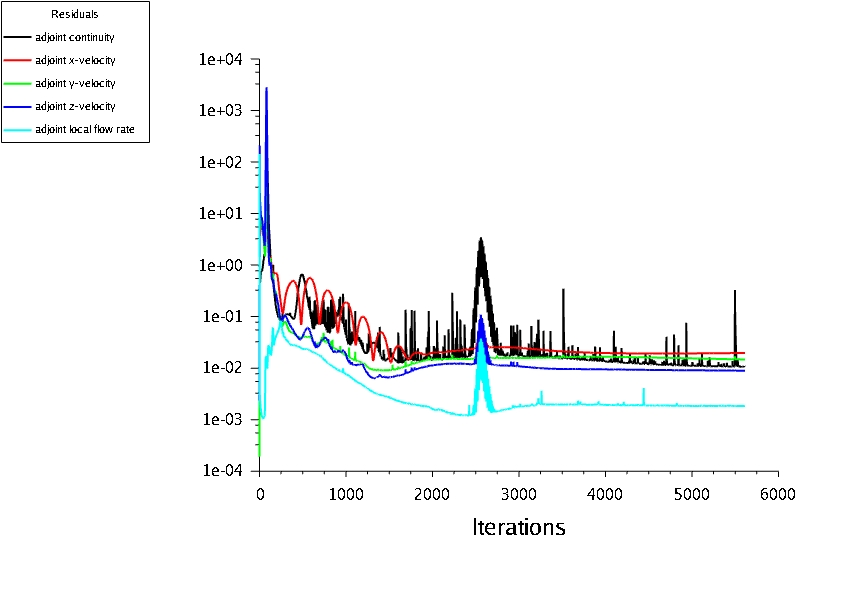 Residuals
adjoint continuity
adjoint x-velocity
adjoint y-velocity
adjoint z-velocity
adjoint local flow rate
1e+04
1e+03
1e+02
1e+01
1e+00
1e-01
1e-02
1e-03
1e-04
0 1000 2000 3000 4000 5000 6000
Iterations